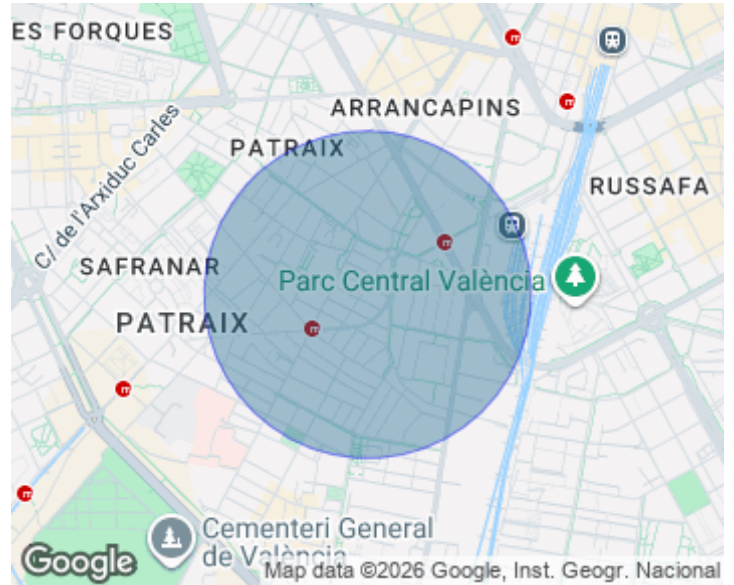 ES FORQUES
ARRANCAPINS
PATRAIX
RUSSAFA
C/ de l'Arxiduc Carles
SAFRANAR
Parc Central València
PATRAIX
Cementeri General
de València
Google
Map data ©2026 Google, Inst. Geogr. Nacional